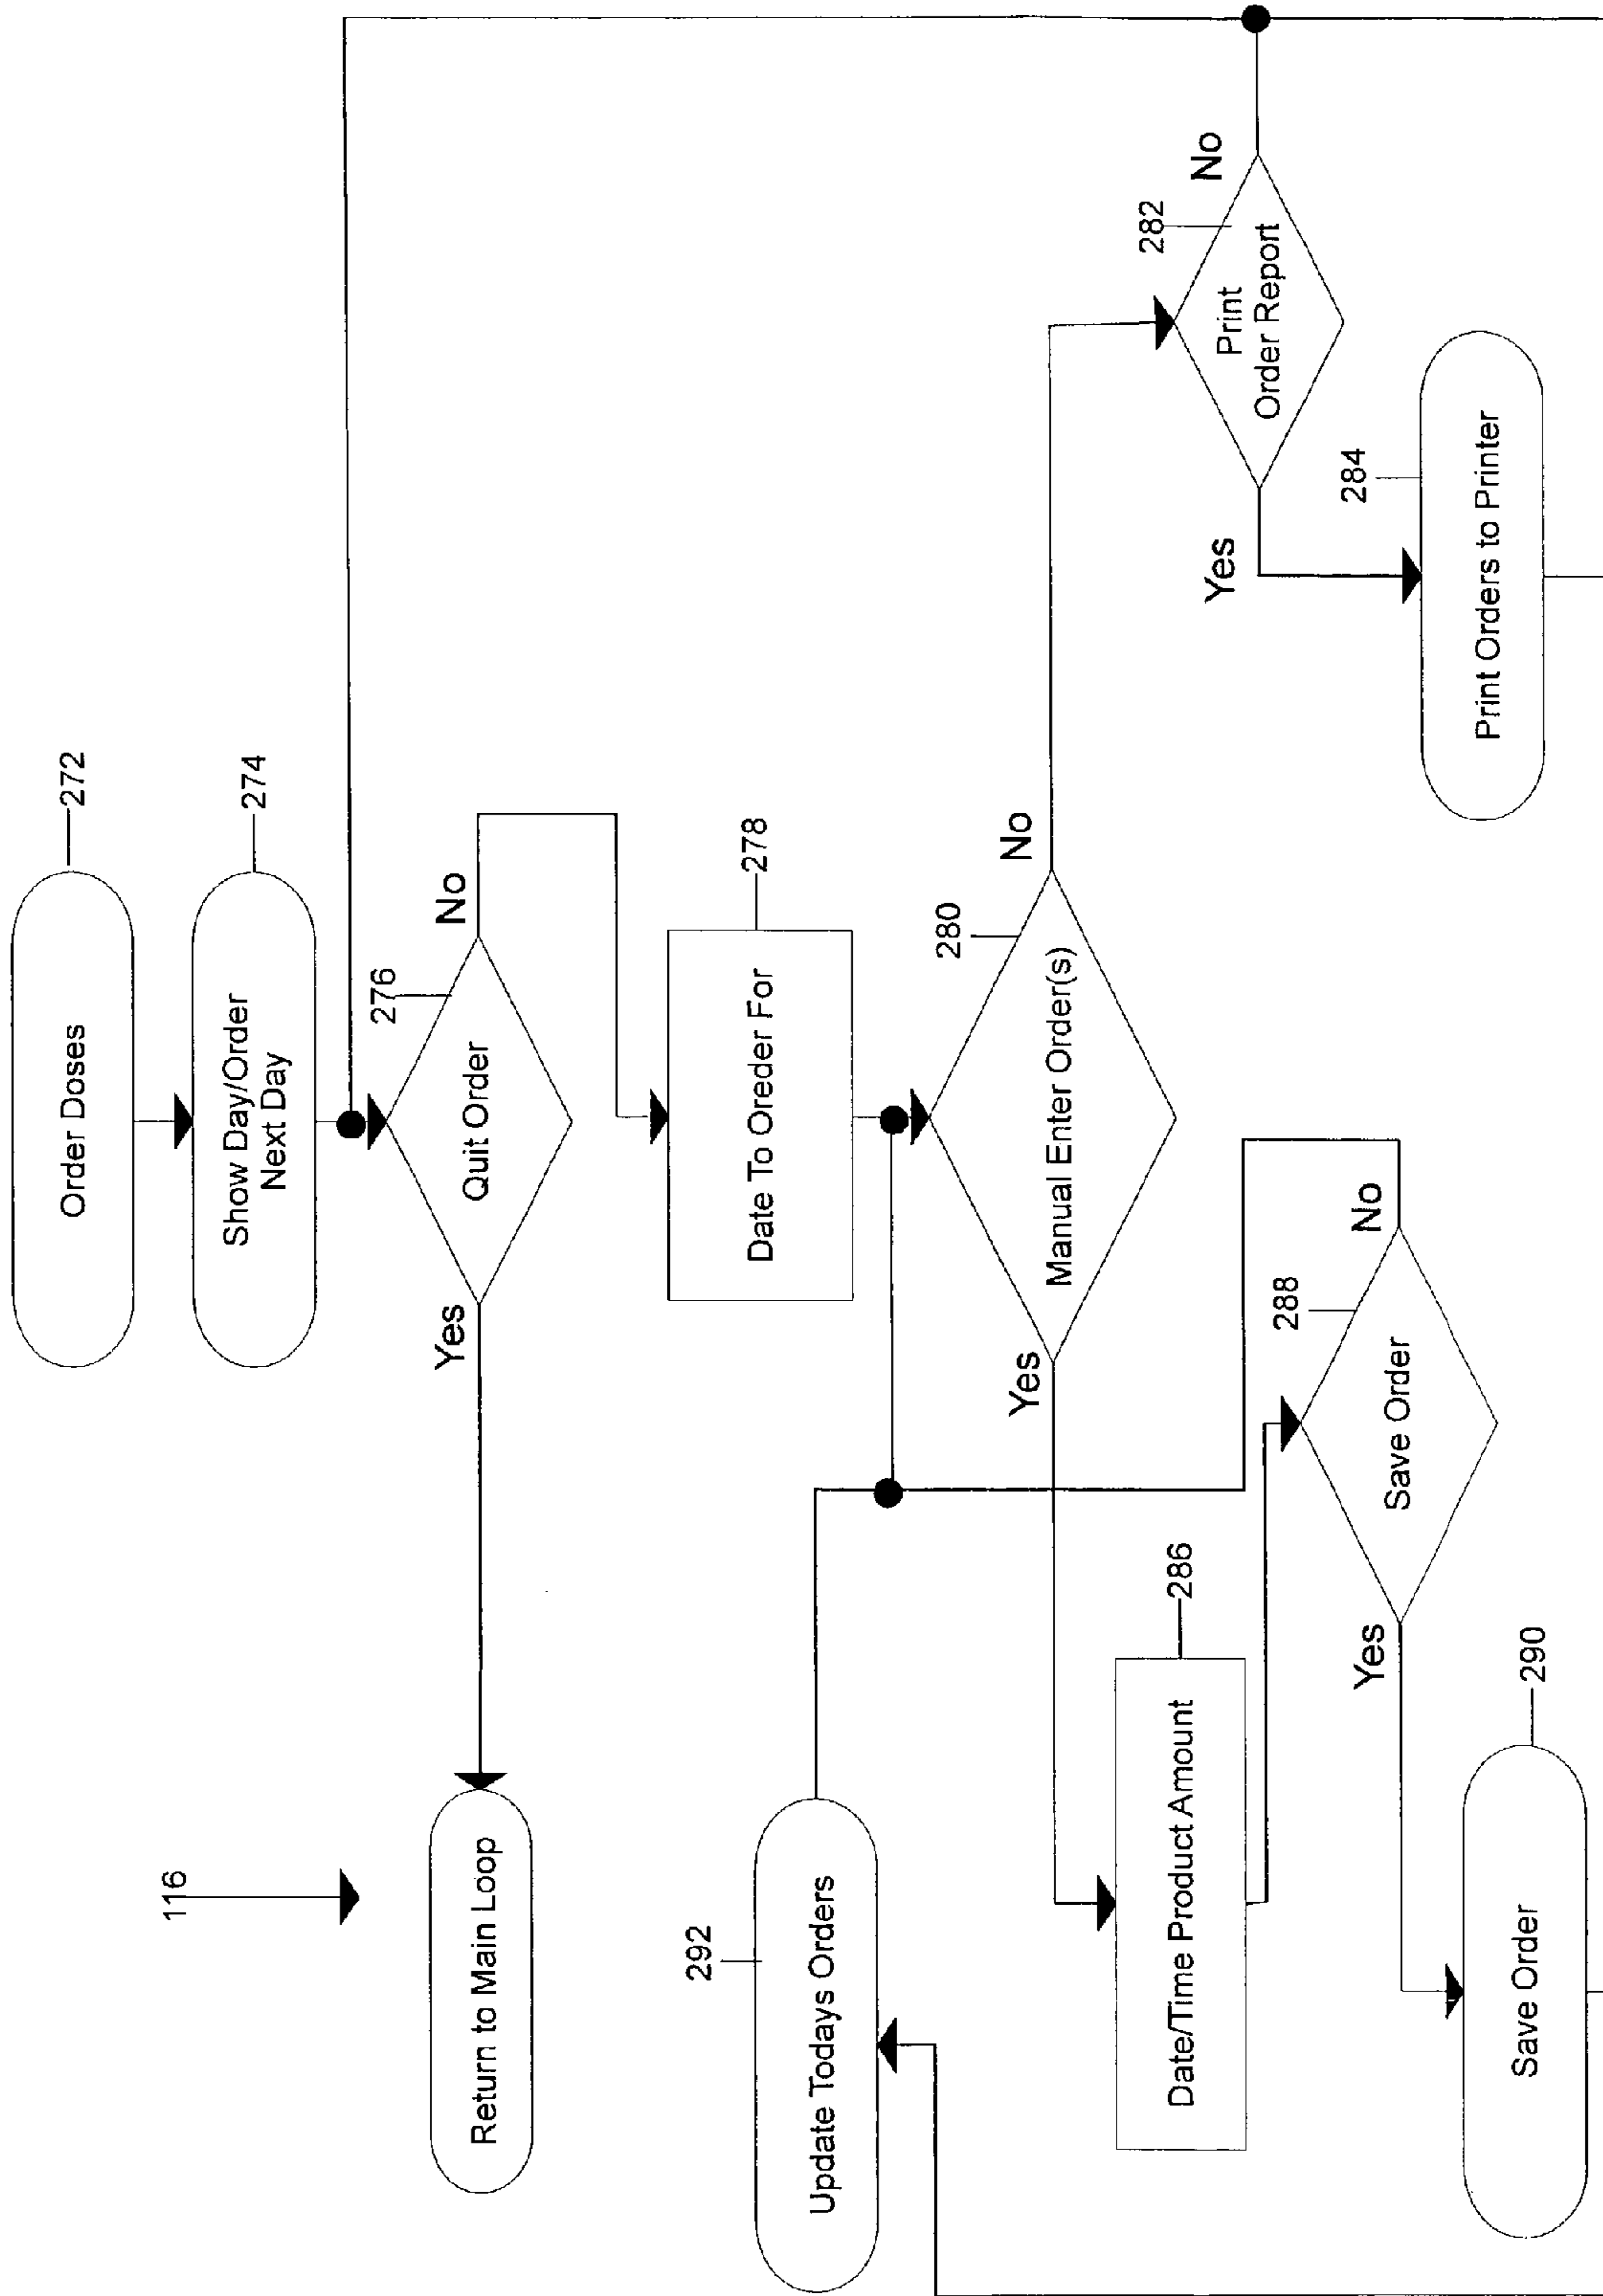 272
Order Doses
274
Show Day/Order
Next Day
116
276
Quit Order
Yes
No
Return to Main Loop
278
Date To Oreder For
292
Update Todays Orders
280
Manual Enter Order(s)
Yes
No
286
Date/Time Product Amount
282
Print
Order Report
Yes
No
288
Save Order
Yes
No
284
Print Orders to Printer
290
Save Order